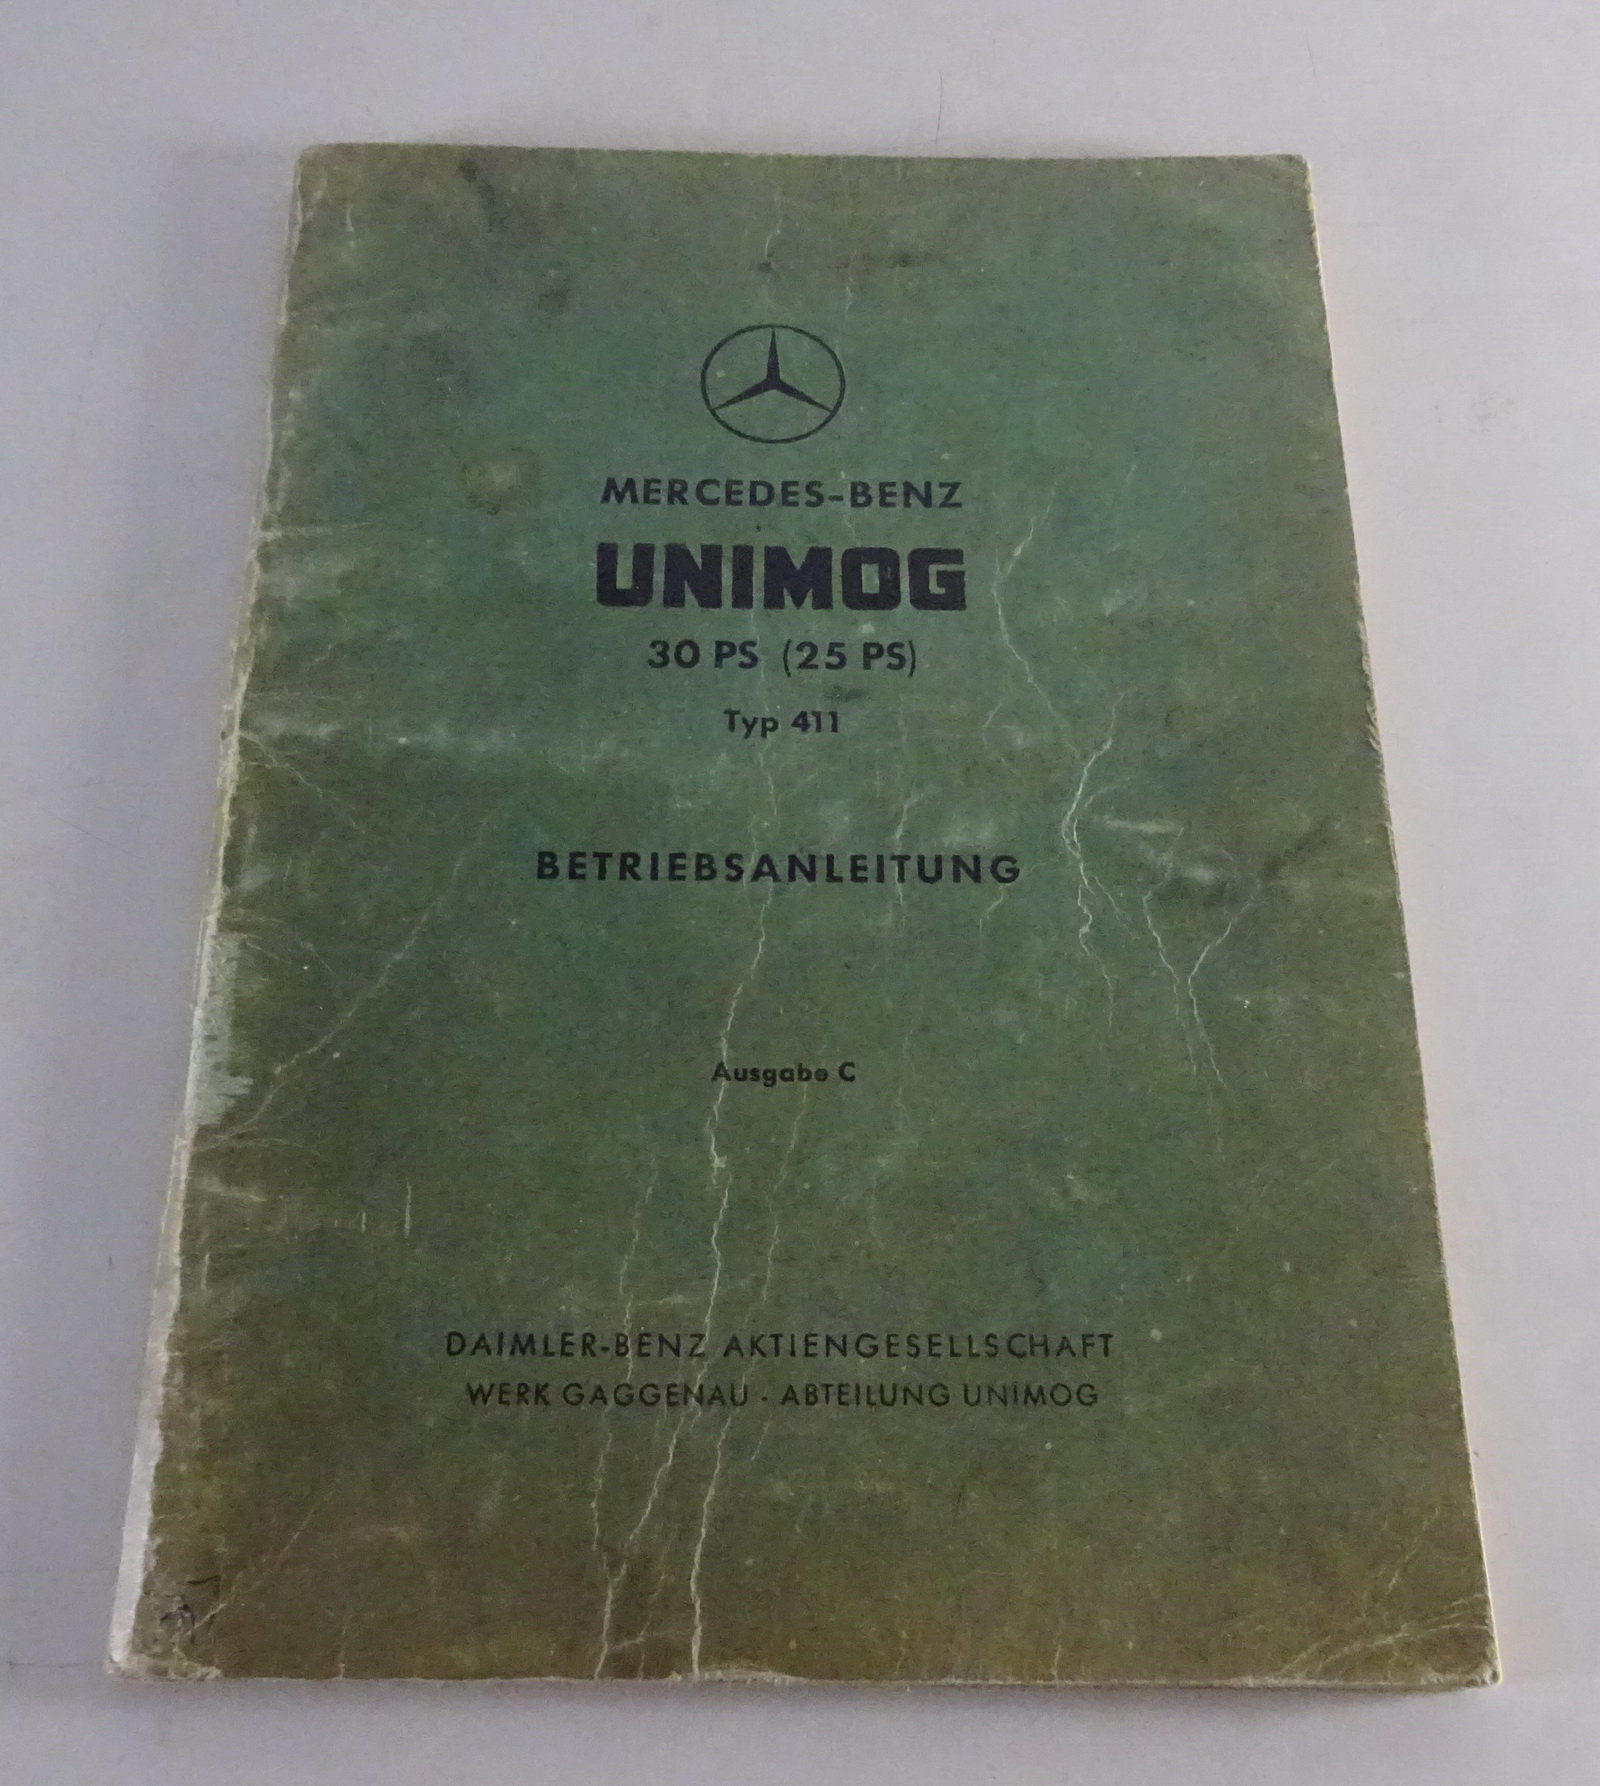 MERCEDES-BENZ
UNIMOG
30 PS (25 PS)
Typ 411
BETRIEBSANLEITUNG
Ausgabe C
DAIMLER-BENZ AKTIENGESELLSCHAFT
WERK GAGGENAU · ABTEILUNG UNIMOG